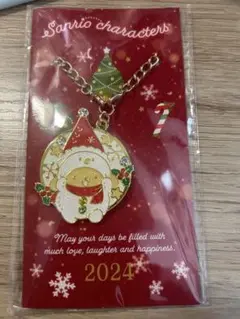 Sanrio characters
May your days be filled with
much love, laughter and happiness.
2024